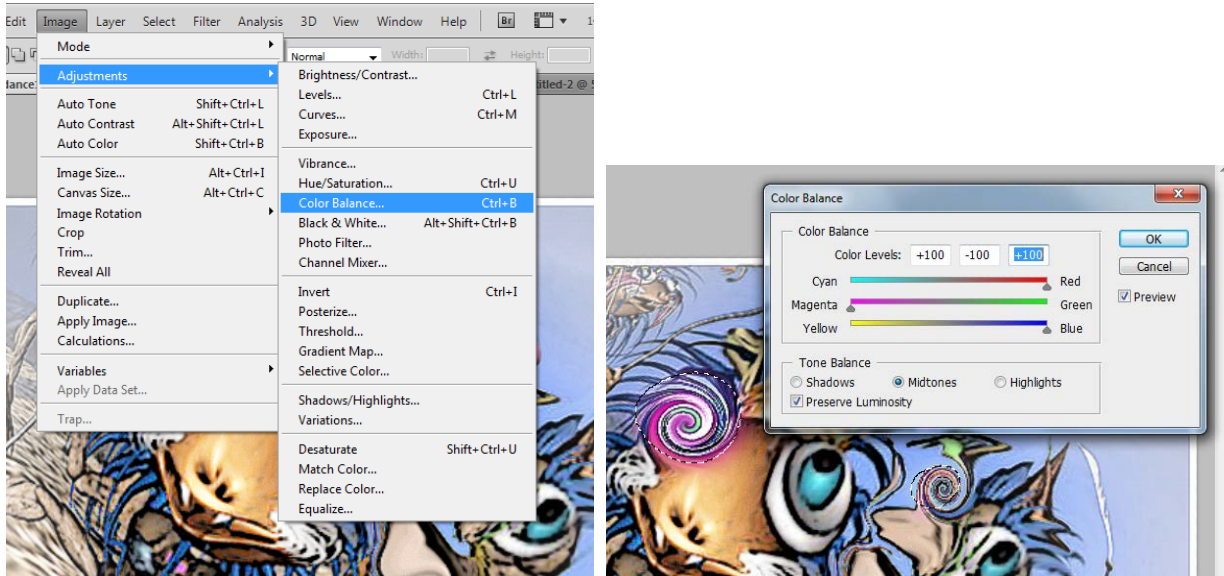 Edit Image Layer Select Filter Analysis 3D View Window Help Br
Normal Width: Height:
Mode
Adjustments
Auto Tone Shift+Ctrl+L
Auto Contrast Alt+Shift+Ctrl+L
Auto Color Shift+Ctrl+B
Image Size... Alt+Ctrl+I
Canvas Size... Alt+Ctrl+C
Image Rotation
Crop
Trim...
Reveal All
Duplicate...
Apply Image...
Calculations...
Variables
Apply Data Set...
Trap...
Brightness/Contrast...
Levels... Ctrl+L
Curves... Ctrl+M
Exposure...
Vibrance...
Hue/Saturation... Ctrl+U
Color Balance... Ctrl+B
Black & White... Alt+Shift+Ctrl+B
Photo Filter...
Channel Mixer...
Invert Ctrl+I
Posterize...
Threshold...
Gradient Map...
Selective Color...
Shadows/Highlights...
Variations...
Desaturate Shift+Ctrl+U
Match Color...
Replace Color...
Equalize...
Color Balance
Color Balance
Color Levels: +100 -100 +100
Cyan Red
Magenta Green
Yellow Blue
Tone Balance
Shadows Midtones Highlights
Preserve Luminosity
OK
Cancel
Preview